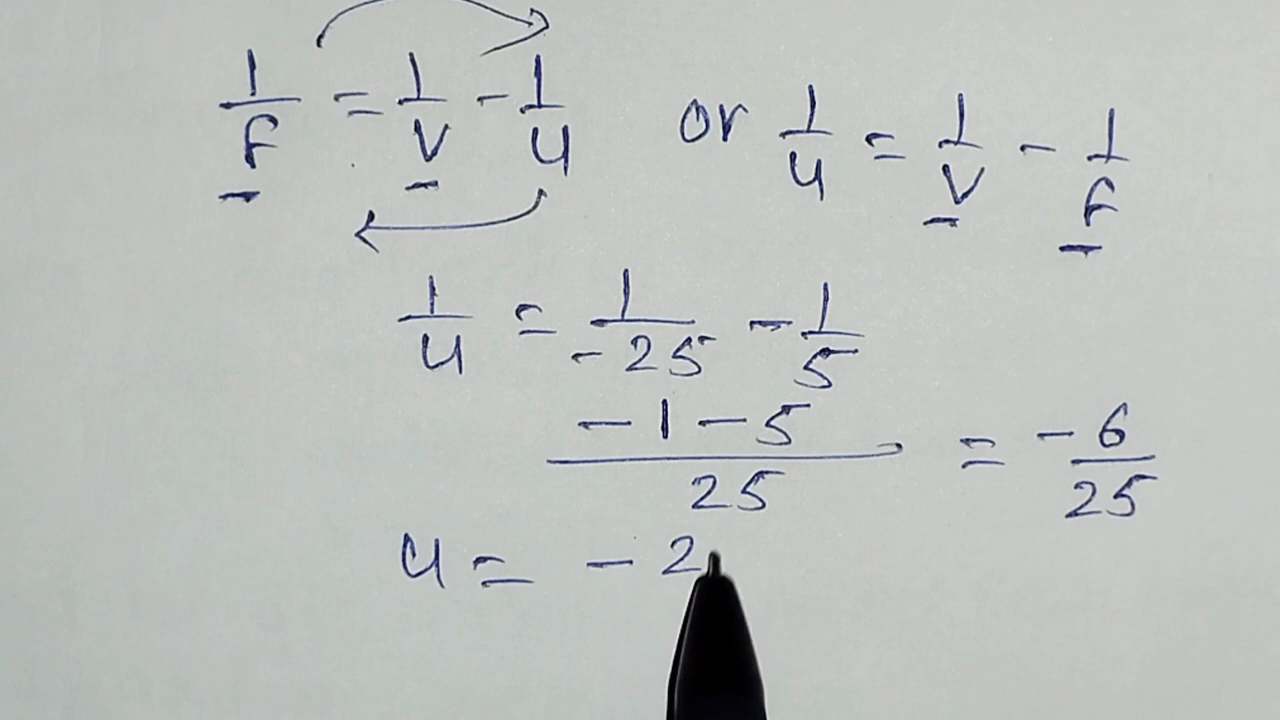 1/F = 1/V - 1/u or 1/u = 1/V - 1/F
1/u = 1/-25 - 1/5
-1-5/25 = -6/25
u = -2